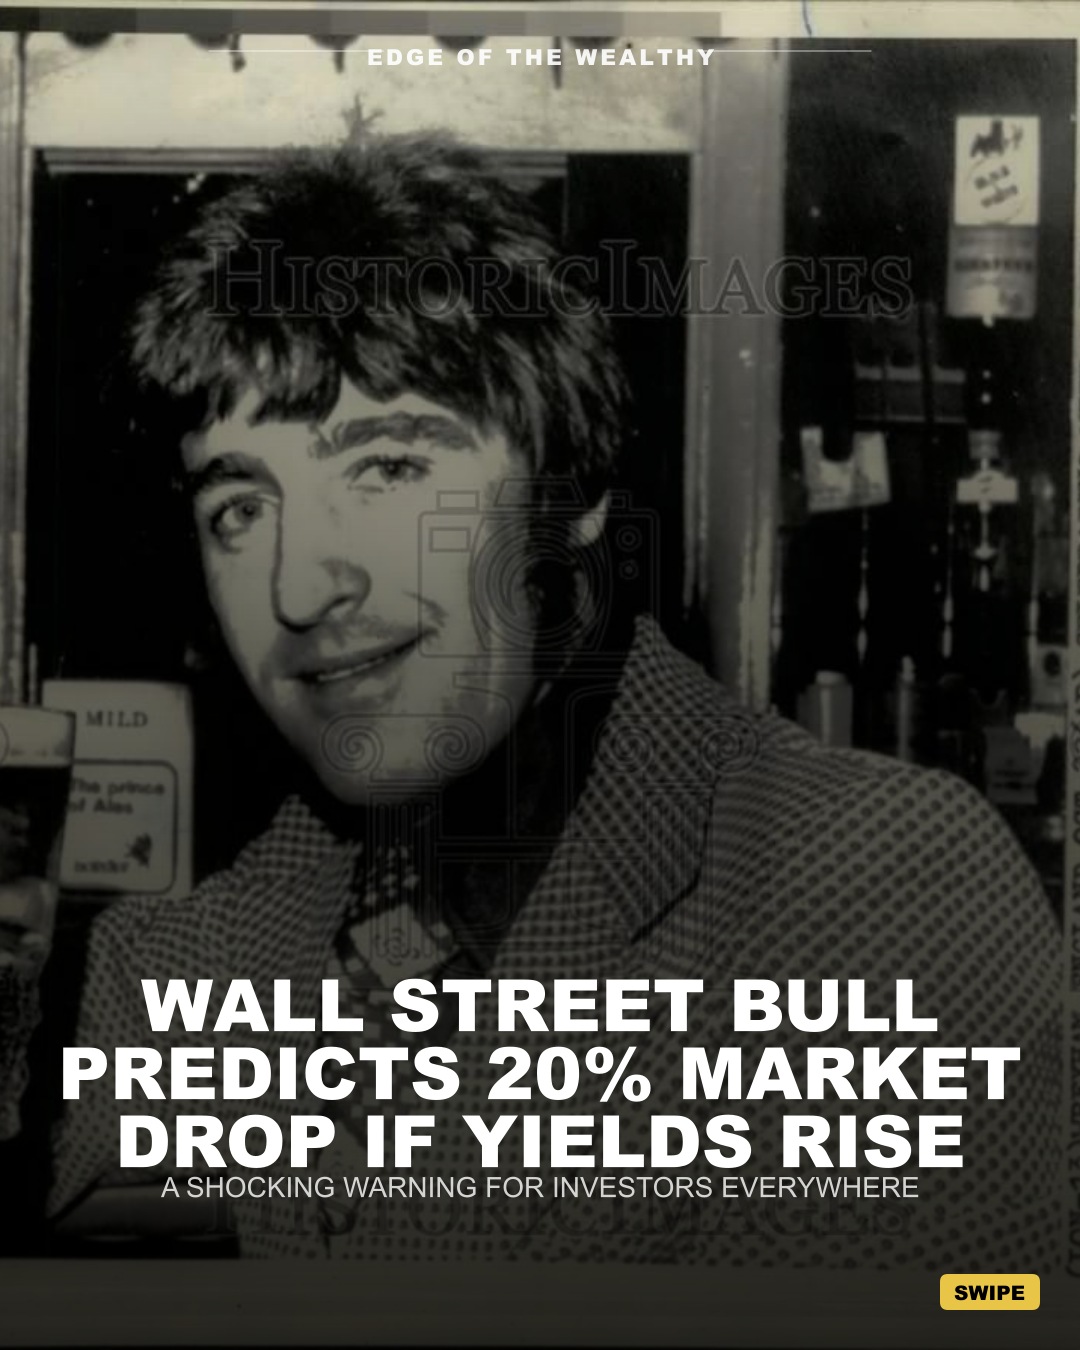 EDGE OF THE WEALTHY
HISTORICIMAGES
MILD
The prince
of Ales
WALL STREET BULL
PREDICTS 20% MARKET
DROP IF YIELDS RISE
A SHOCKING WARNING FOR INVESTORS EVERYWHERE
HISTORICIMAGES
SWIPE